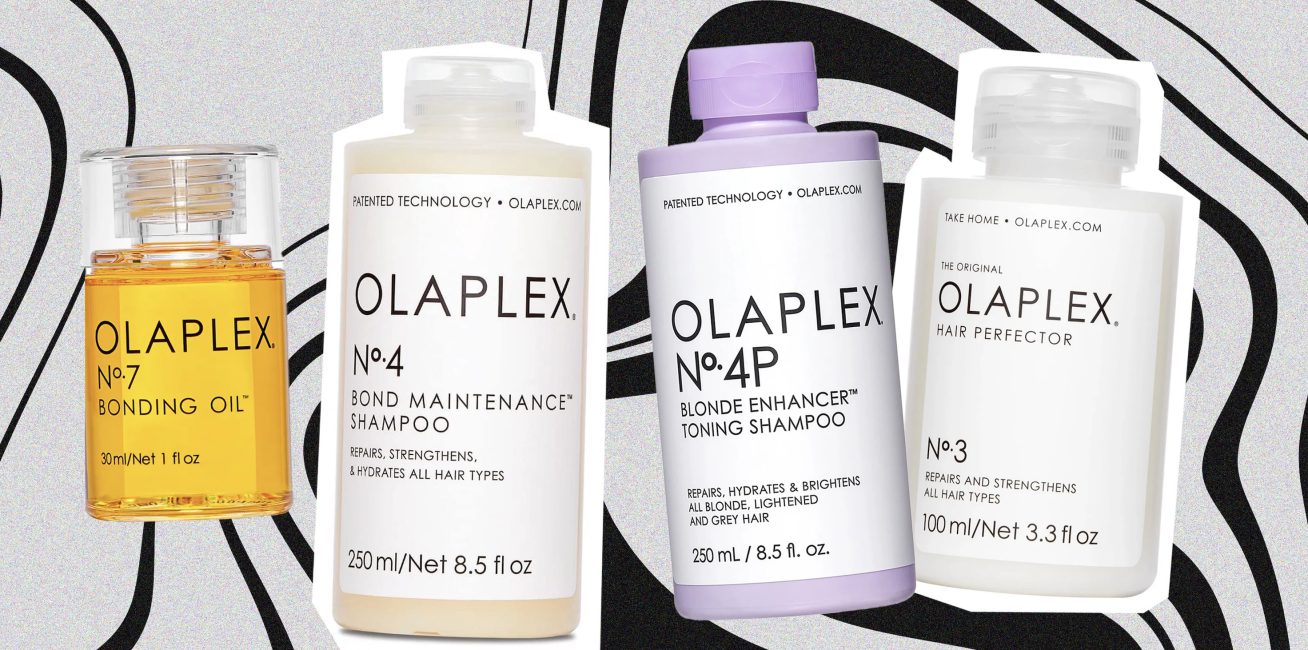 OLAPLEX®
Nº.7
BONDING OIL™
30ml/Net 1 fl oz
PATENTED TECHNOLOGY • OLAPLEX.COM
OLAPLEX®
Nº.4
BOND MAINTENANCE™
SHAMPOO
REPAIRS, STRENGTHENS,
& HYDRATES ALL HAIR TYPES
250 ml/Net 8.5 fl oz
PATENTED TECHNOLOGY • OLAPLEX.COM
OLAPLEX®
Nº.4P
BLONDE ENHANCER™
TONING SHAMPOO
REPAIRS, HYDRATES & BRIGHTENS
ALL BLONDE, LIGHTENED
AND GREY HAIR
250 mL / 8.5 fl. oz.
TAKE HOME • OLAPLEX.COM
THE ORIGINAL
OLAPLEX®
HAIR PERFECTOR
Nº.3
REPAIRS AND STRENGTHENS
ALL HAIR TYPES
100 ml/Net 3.3 fl oz